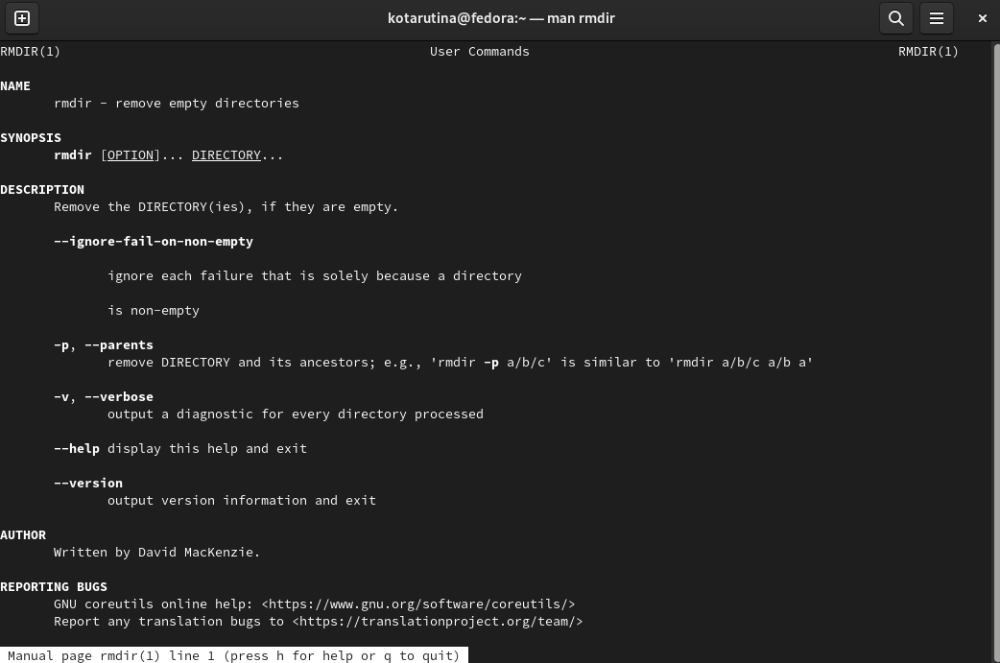 kotarutina@fedora:~ — man rmdir
RMDIR(1) User Commands RMDIR(1)
NAME
rmdir - remove empty directories
SYNOPSIS
rmdir [OPTION]... DIRECTORY...
DESCRIPTION
Remove the DIRECTORY(ies), if they are empty.
--ignore-fail-on-non-empty
ignore each failure that is solely because a directory
is non-empty
-p, --parents
remove DIRECTORY and its ancestors; e.g., 'rmdir -p a/b/c' is similar to 'rmdir a/b/c a/b a'
-v, --verbose
output a diagnostic for every directory processed
--help display this help and exit
--version
output version information and exit
AUTHOR
Written by David MacKenzie.
REPORTING BUGS
GNU coreutils online help: <https://www.gnu.org/software/coreutils/>
Report any translation bugs to <https://translationproject.org/team/>
Manual page rmdir(1) line 1 (press h for help or q to quit)